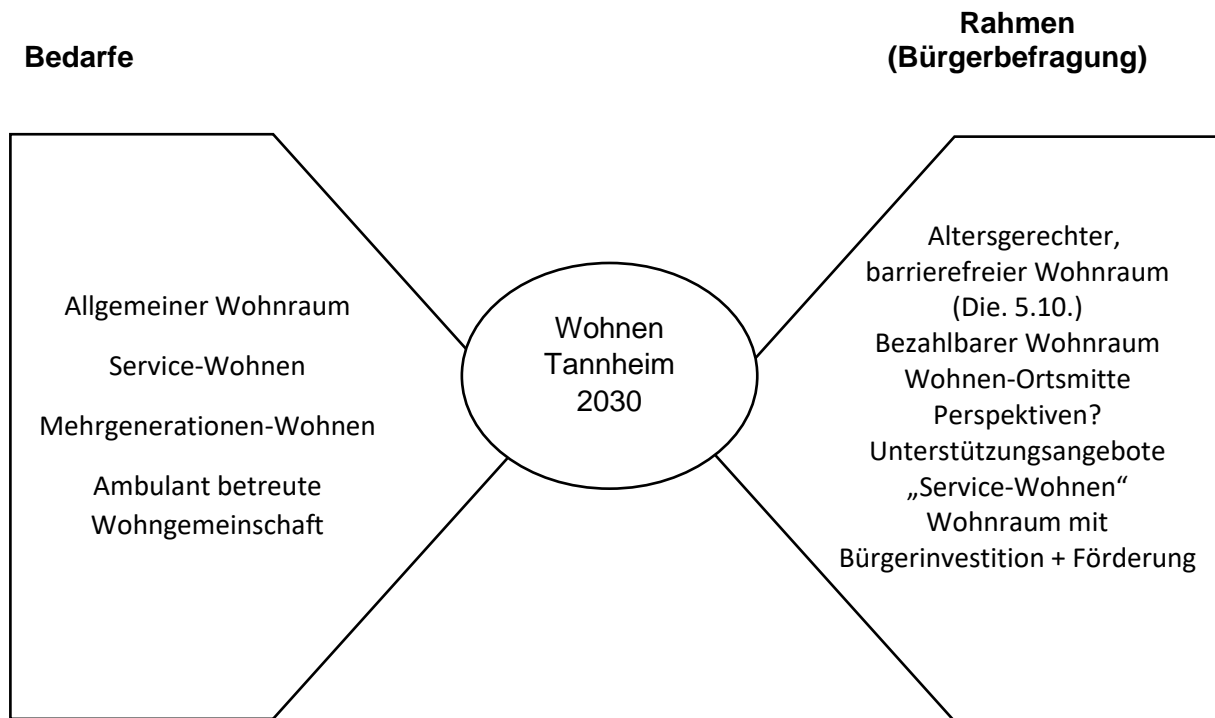 Bedarfe
Rahmen
(Bürgerbefragung)
Allgemeiner Wohnraum
Service-Wohnen
Mehrgenerationen-Wohnen
Ambulant betreute
Wohngemeinschaft
Wohnen
Tannheim
2030
Altersgerechter,
barrierefreier Wohnraum
(Die. 5.10.)
Bezahlbarer Wohnraum
Wohnen-Ortsmitte
Perspektiven?
Unterstützungsangebote
„Service-Wohnen“
Wohnraum mit
Bürgerinvestition + Förderung